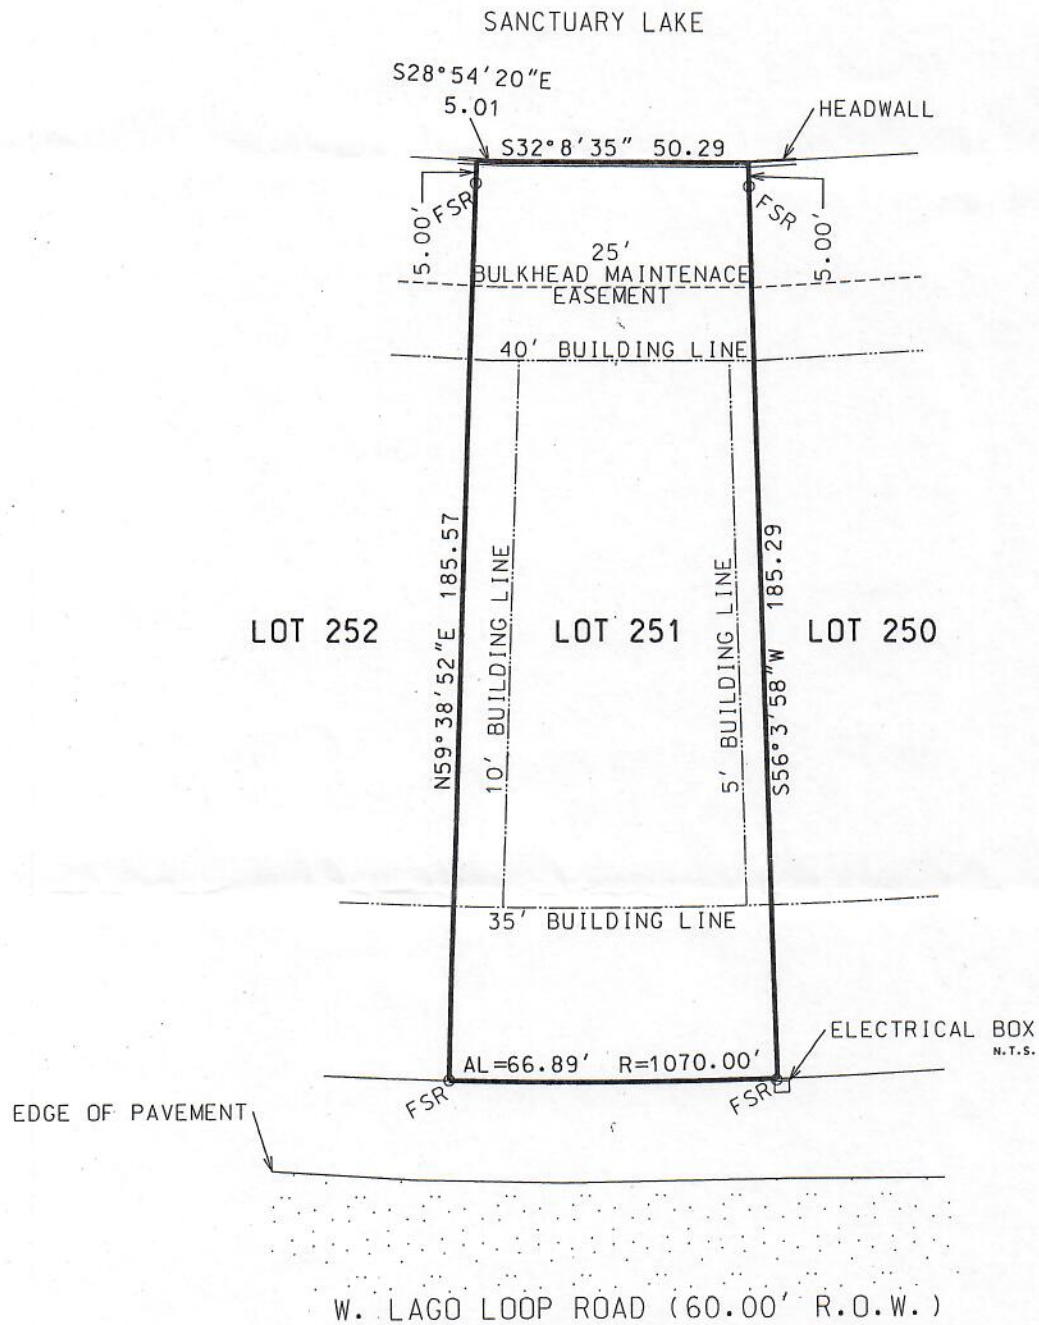 SANCTUARY LAKE
S28°54'20"E
5.01
HEADWALL
S32°8'35" 50.29
FSR
5.00'
FSR
5.00'
25'
BULKHEAD MAINTENACE
EASEMENT
40' BUILDING LINE
N59°38'52"E 185.57
10' BUILDING LINE
5' BUILDING LINE
S56°3'58"W 185.29
LOT 252
LOT 251
LOT 250
35' BUILDING LINE
AL=66.89' R=1070.00'
ELECTRICAL BOX
N.T.S.
FSR
FSR
EDGE OF PAVEMENT
W. LAGO LOOP ROAD (60.00' R.O.W.)